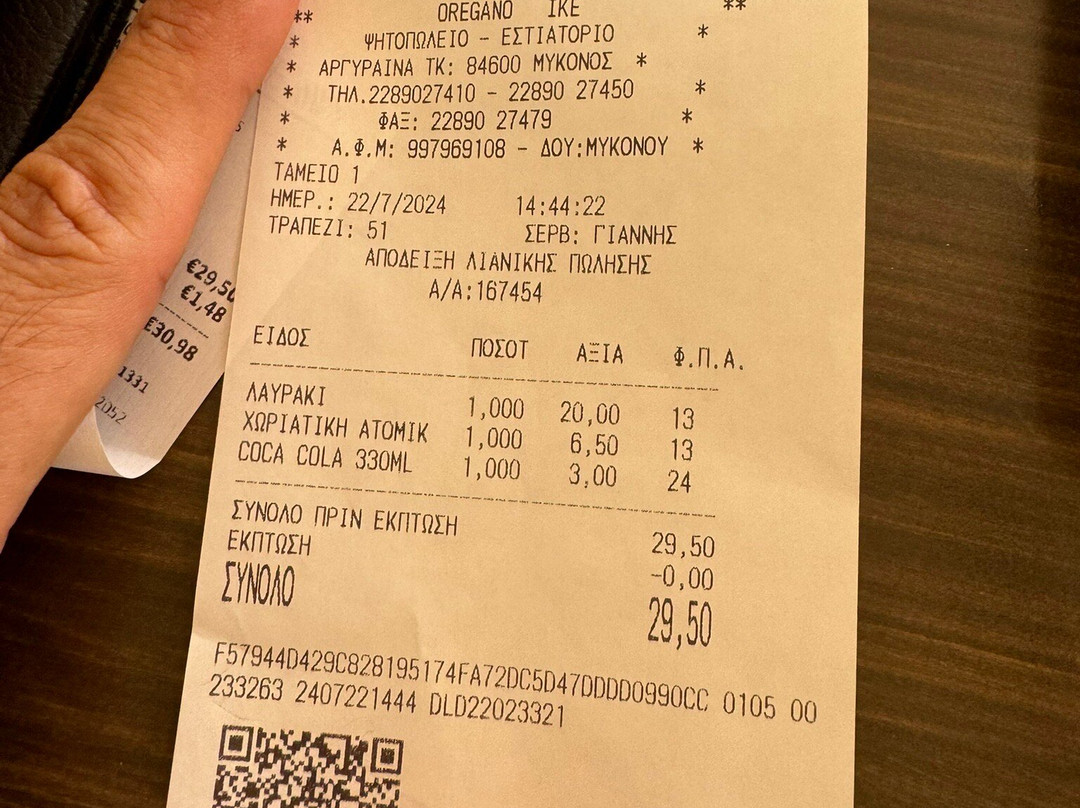 ** OREGANO IKE **
* ΨΗΤΟΠΩΛΕΙΟ - ΕΣΤΙΑΤΟΡΙΟ *
* ΑΡΓΥΡΑΙΝΑ ΤΚ: 84600 ΜΥΚΟΝΟΣ *
* ΤΗΛ.2289027410 - 22890 27450 *
* ΦΑΞ: 22890 27479 *
* Α.Φ.Μ: 997969108 - ΔΟΥ:ΜΥΚΟΝΟΥ *
ΤΑΜΕΙΟ 1
ΗΜΕΡ.: 22/7/2024 14:44:22
ΤΡΑΠΕΖΙ: 51 ΣΕΡΒ: ΓΙΑΝΝΗΣ
ΑΠΟΔΕΙΞΗ ΛΙΑΝΙΚΗΣ ΠΩΛΗΣΗΣ
Α/Α:167454
ΕΙΔΟΣ ΠΟΣΟΤ ΑΞΙΑ Φ.Π.Α.
ΛΑΥΡΑΚΙ 1,000 20,00 13
ΧΩΡΙΑΤΙΚΗ ΑΤΟΜΙΚ 1,000 6,50 13
COCA COLA 330ML 1,000 3,00 24
ΣΥΝΟΛΟ ΠΡΙΝ ΕΚΠΤΩΣΗ 29,50
ΕΚΠΤΩΣΗ -0,00
ΣΥΝΟΛΟ 29,50
F57944D429C828195174FA72DC5D47DDDD0990CC 0105 00
233263 2407221444 DLD22023321
€29,50
€1,48
€30,98
1331
2052